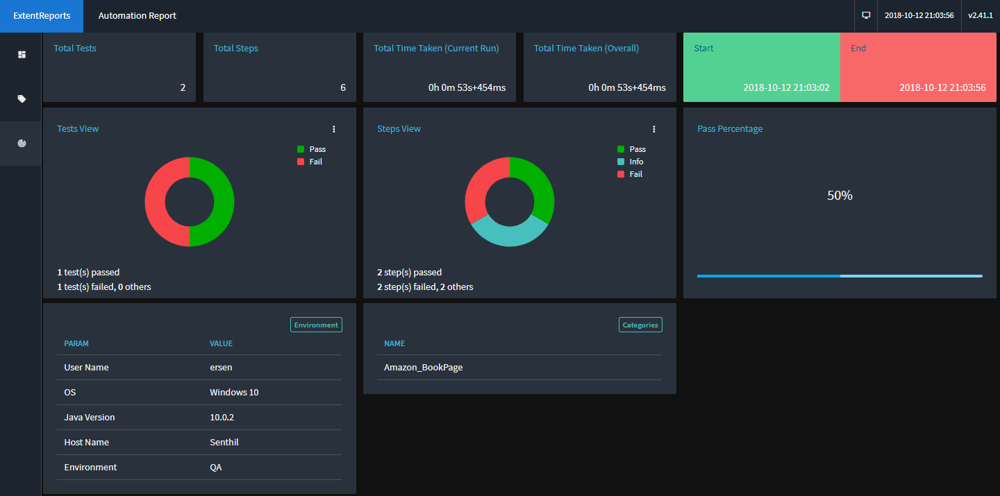 ExtentReports Automation Report 2018-10-12 21:03:56 v2.41.1
Total Tests
2
Total Steps
6
Total Time Taken (Current Run)
0h 0m 53s+454ms
Total Time Taken (Overall)
0h 0m 53s+454ms
Start
2018-10-12 21:03:02
End
2018-10-12 21:03:56
Tests View
Pass
Fail
1 test(s) passed
1 test(s) failed, 0 others
Steps View
Pass
Info
Fail
2 step(s) passed
2 step(s) failed, 2 others
Pass Percentage
50%
Environment
PARAM VALUE
User Name ersen
OS Windows 10
Java Version 10.0.2
Host Name Senthil
Environment QA
Categories
NAME
Amazon_BookPage